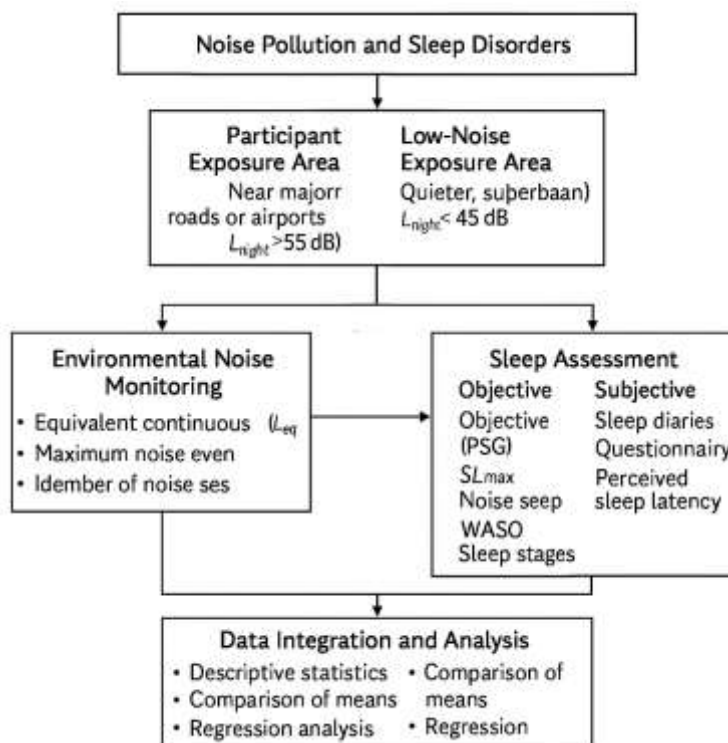 Noise Pollution and Sleep Disorders
Participant
Exposure Area
Near majorr
roads or airports
Lnight >55 dB)
Low-Noise
Exposure Area
Quieter, suþerbaan)
Lnight < 45 dB
Environmental Noise
Monitoring
• Equivalent continuous (Leq
• Maximum noise even
• Idember of noise ses
Sleep Assessment
Objective
Objective
(PSG)
SLmax
Noise seep
WASO
Sleep stages
Subjective
Sleep diaries
Questionnairy
Perceived
sleep latency
Data Integration and Analysis
• Descriptive statistics
• Comparison of means
• Regression analysis
• Comparison of
means
• Regression